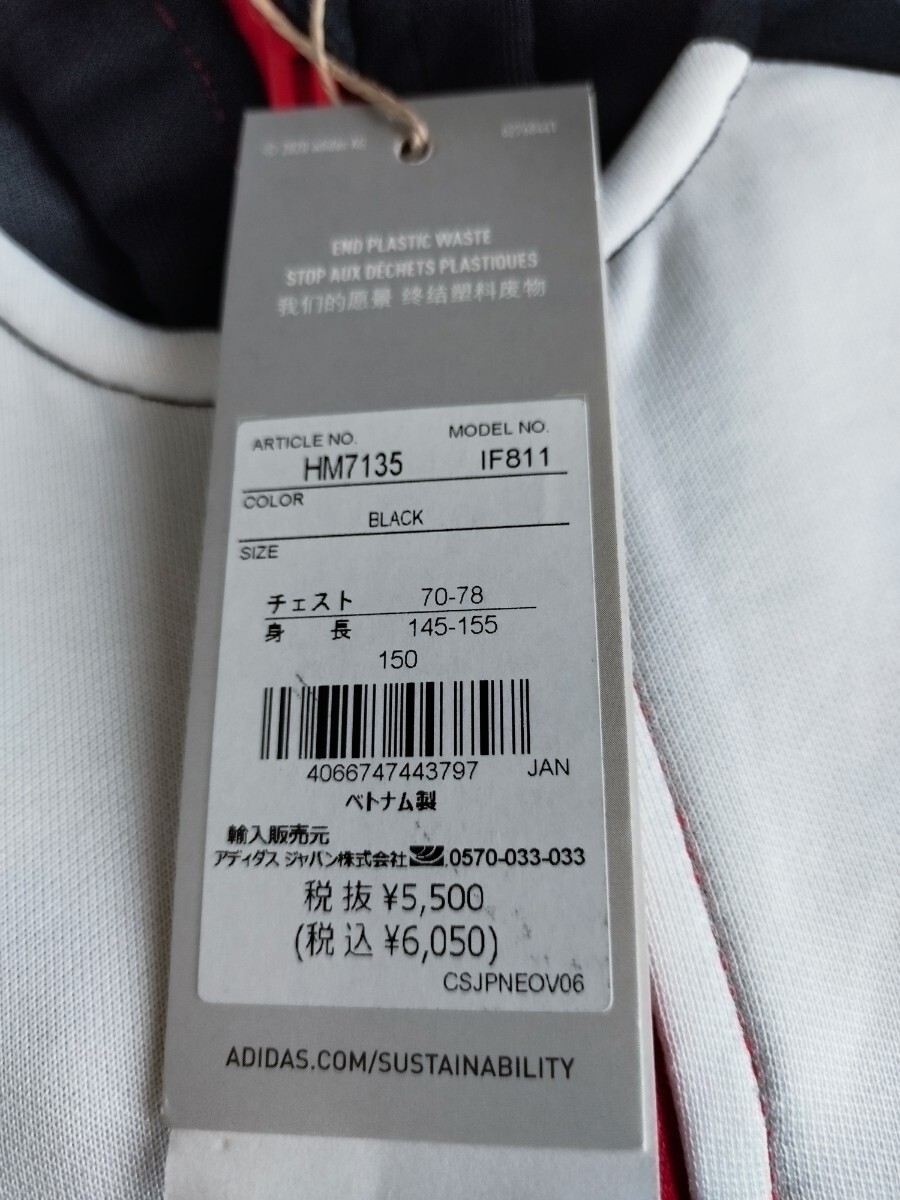 END PLASTIC WASTE
STOP AUX DÉCHETS PLASTIQUES
我们的愿景 终结塑料废物
ARTICLE NO. MODEL NO.
HM7135 IF811
COLOR
BLACK
SIZE
チェスト 70-78
身 長 145-155
150
4066747443797 JAN
ベトナム製
輸入販売元
アディダス ジャパン株式会社 0570-033-033
税 抜 ¥5,500
(税 込 ¥6,050)
CSJPNEOV06
ADIDAS.COM/SUSTAINABILITY